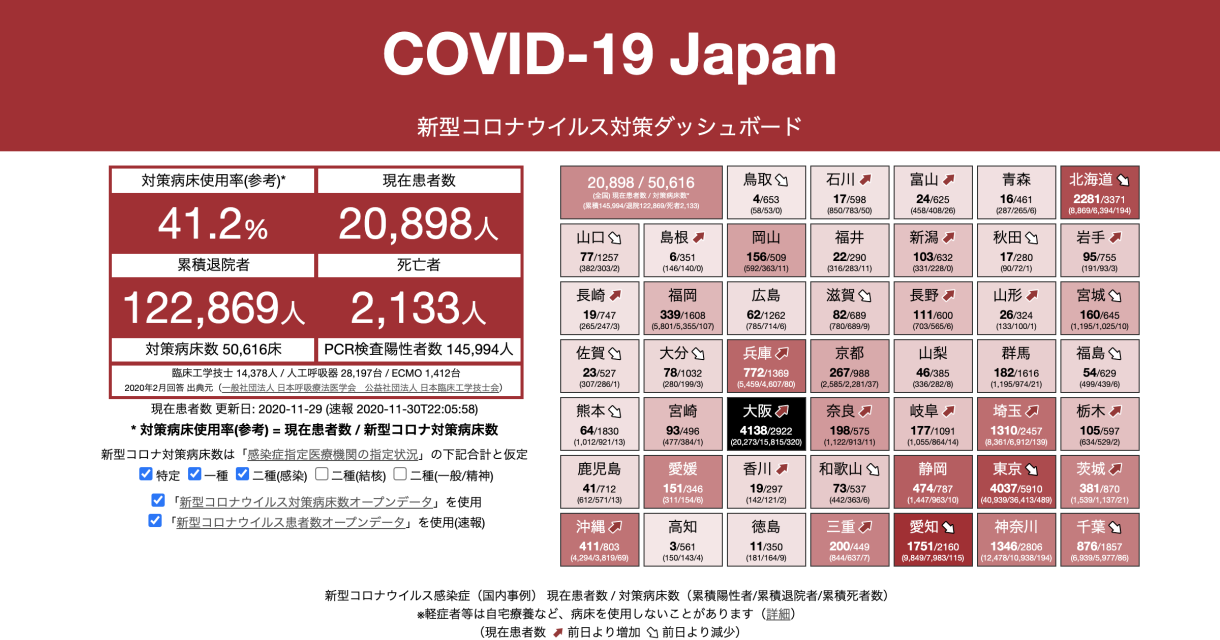 COVID-19 Japan
新型コロナウイルス対策ダッシュボード
対策病床使用率(参考)*
現在患者数
41.2%
20,898人
累積退院者
死亡者
122,869人
2,133人
対策病床数 50,616床
PCR検査陽性者数 145,994人
臨床工学技士 14,378人 / 人工呼吸器 28,197台 / ECMO 1,412台
2020年2月回答 出典元（一般社団法人 日本呼吸療法医学会　公益社団法人 日本臨床工学技士会）
現在患者数 更新日: 2020-11-29 (速報 2020-11-30T22:05:58)
* 対策病床使用率(参考) = 現在患者数 / 新型コロナ対策病床数
新型コロナ対策病床数は「感染症指定医療機関の指定状況」の下記合計と仮定
特定 一種 二種(感染) 二種(結核) 二種(一般/精神)
「新型コロナウイルス対策病床数オープンデータ」を使用
「新型コロナウイルス患者数オープンデータ」を使用(速報)
20,898 / 50,616
(全国) 現在患者数 / 対策病床数*
(累積145,994/退院122,869/死者2,133)
鳥取
4/653
(58/53/0)
石川
17/598
(850/783/50)
富山
24/625
(458/408/26)
青森
16/461
(287/265/6)
北海道
2281/3371
(8,869/6,394/194)
山口
77/1257
(382/303/2)
島根
6/351
(146/140/0)
岡山
156/509
(592/363/11)
福井
22/290
(316/283/11)
新潟
103/632
(331/228/0)
秋田
17/280
(90/72/1)
岩手
95/755
(191/93/3)
長崎
19/747
(265/247/3)
福岡
339/1608
(5,801/5,355/107)
広島
62/1262
(785/714/6)
滋賀
82/689
(780/689/9)
長野
111/600
(703/565/6)
山形
26/324
(133/100/1)
宮城
160/645
(1,195/1,025/10)
佐賀
23/527
(307/286/1)
大分
78/1032
(280/199/3)
兵庫
772/1369
(5,459/4,607/80)
京都
267/988
(2,585/2,281/37)
山梨
46/385
(336/282/8)
群馬
182/1616
(1,195/974/21)
福島
54/629
(499/439/6)
熊本
64/1830
(1,012/921/13)
宮崎
93/496
(477/384/1)
大阪
4138/2922
(20,273/15,815/320)
奈良
198/575
(1,122/913/11)
岐阜
177/1091
(1,055/864/14)
埼玉
1310/2457
(8,361/6,912/139)
栃木
105/597
(634/529/2)
鹿児島
41/712
(612/571/13)
愛媛
151/346
(311/154/6)
香川
19/297
(142/121/2)
和歌山
73/537
(442/363/6)
静岡
474/787
(1,447/963/10)
東京
4037/5910
(40,939/36,413/489)
茨城
381/870
(1,539/1,137/21)
沖縄
411/803
(4,294/3,819/69)
高知
3/561
(150/143/4)
徳島
11/350
(181/164/9)
三重
200/449
(844/637/7)
愛知
1751/2160
(9,849/7,983/115)
神奈川
1346/2806
(12,478/10,938/194)
千葉
876/1857
(6,939/5,977/86)
新型コロナウイルス感染症（国内事例） 現在患者数 / 対策病床数（累積陽性者/累積退院者/累積死者数）
※軽症者等は自宅療養など、病床を使用しないことがあります（詳細）
（現在患者数 前日より増加 前日より減少）